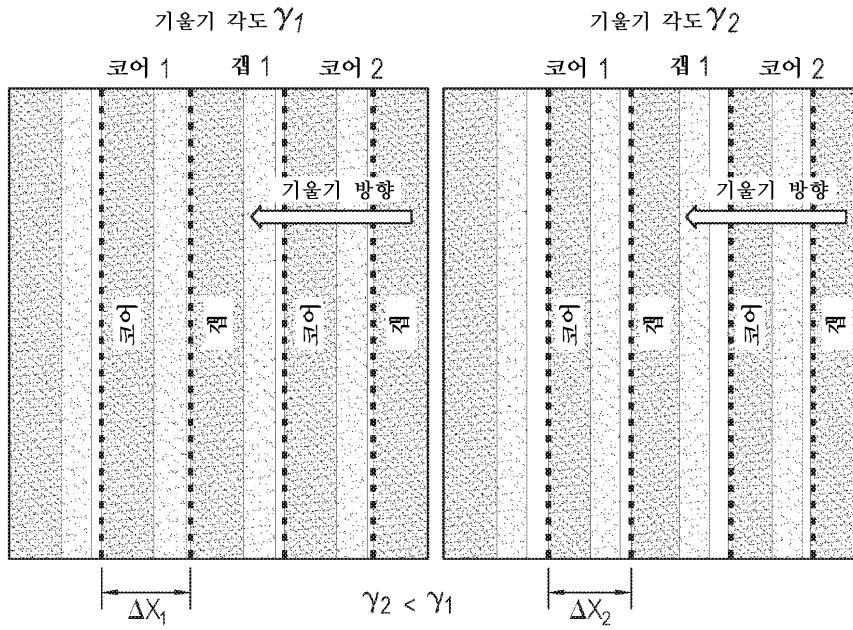 기울기 각도 γ1
코어 1 갭 1 코어 2
기울기 방향
코어
갭
코어
갭
ΔX1
기울기 각도 γ2
코어 1 갭 1 코어 2
기울기 방향
코어
갭
코어
갭
ΔX2
γ2 < γ1